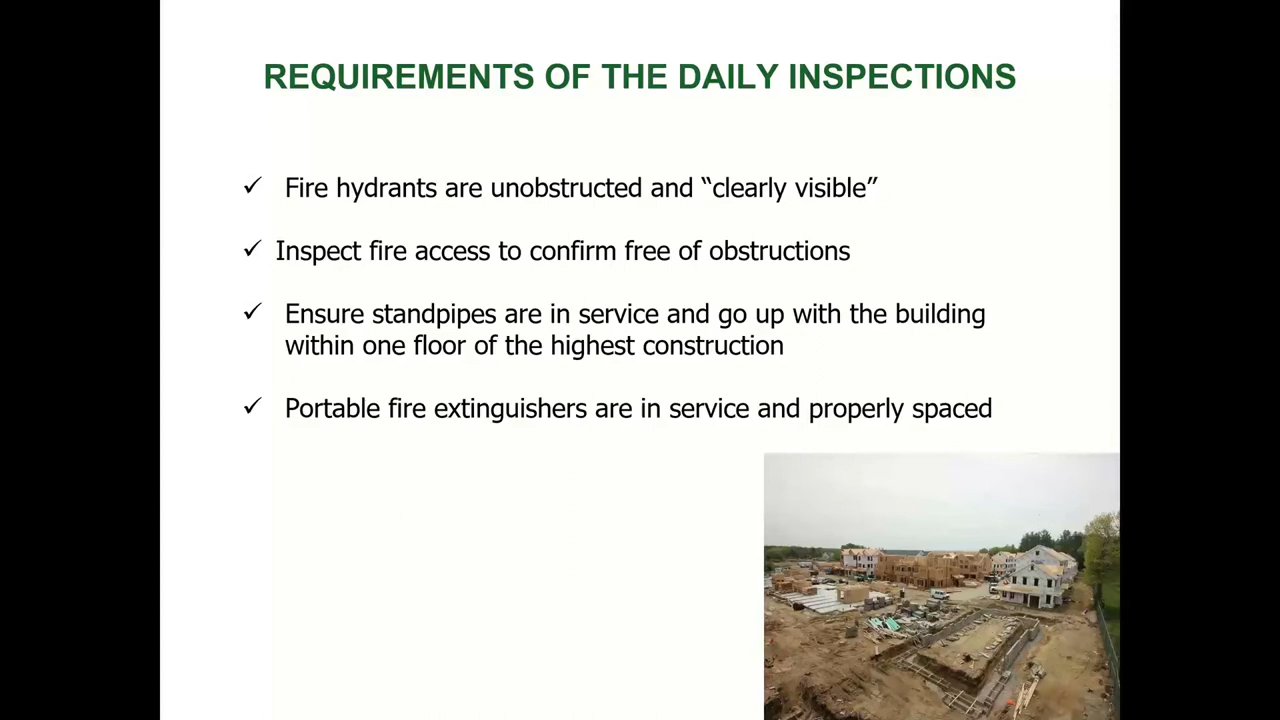 REQUIREMENTS OF THE DAILY INSPECTIONS
✓ Fire hydrants are unobstructed and “clearly visible”
✓ Inspect fire access to confirm free of obstructions
✓ Ensure standpipes are in service and go up with the building
within one floor of the highest construction
✓ Portable fire extinguishers are in service and properly spaced